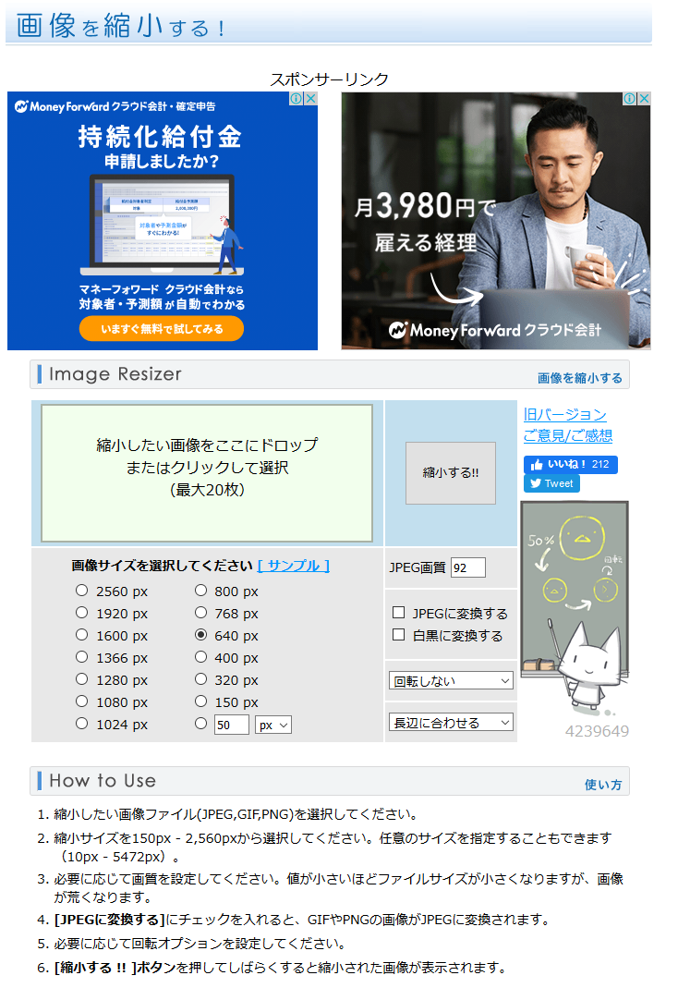 画像を縮小する！
スポンサーリンク
Money Forward クラウド会計・確定申告
持続化給付金
申請しましたか？
給付金対象者判定 給付金予測額
対象 2,000,000円
対象者や予測金額が
すぐにわかる!
マネーフォワード クラウド会計なら
対象者・予測額が自動でわかる
いますぐ無料で試してみる
月3,980円で
雇える経理
Money Forward クラウド会計
Image Resizer
画像を縮小する
縮小したい画像をここにドロップ
またはクリックして選択
（最大20枚）
縮小する!!
旧バージョン
ご意見/ご感想
いいね！ 212
Tweet
50%
回転
画像サイズを選択してください [ サンプル ]
2560 px 800 px
1920 px 768 px
1600 px 640 px
1366 px 400 px
1280 px 320 px
1080 px 150 px
1024 px 50 px
JPEG画質 92
JPEGに変換する
白黒に変換する
回転しない
長辺に合わせる
4239649
How to Use
使い方
1. 縮小したい画像ファイル(JPEG,GIF,PNG)を選択してください。
2. 縮小サイズを150px - 2,560pxから選択してください。任意のサイズを指定することもできます
（10px - 5472px）。
3. 必要に応じて画質を設定してください。値が小さいほどファイルサイズが小さくなりますが、画像
が荒くなります。
4. [JPEGに変換する]にチェックを入れると、GIFやPNGの画像がJPEGに変換されます。
5. 必要に応じて回転オプションを設定してください。
6. [縮小する !! ]ボタンを押してしばらくすると縮小された画像が表示されます。